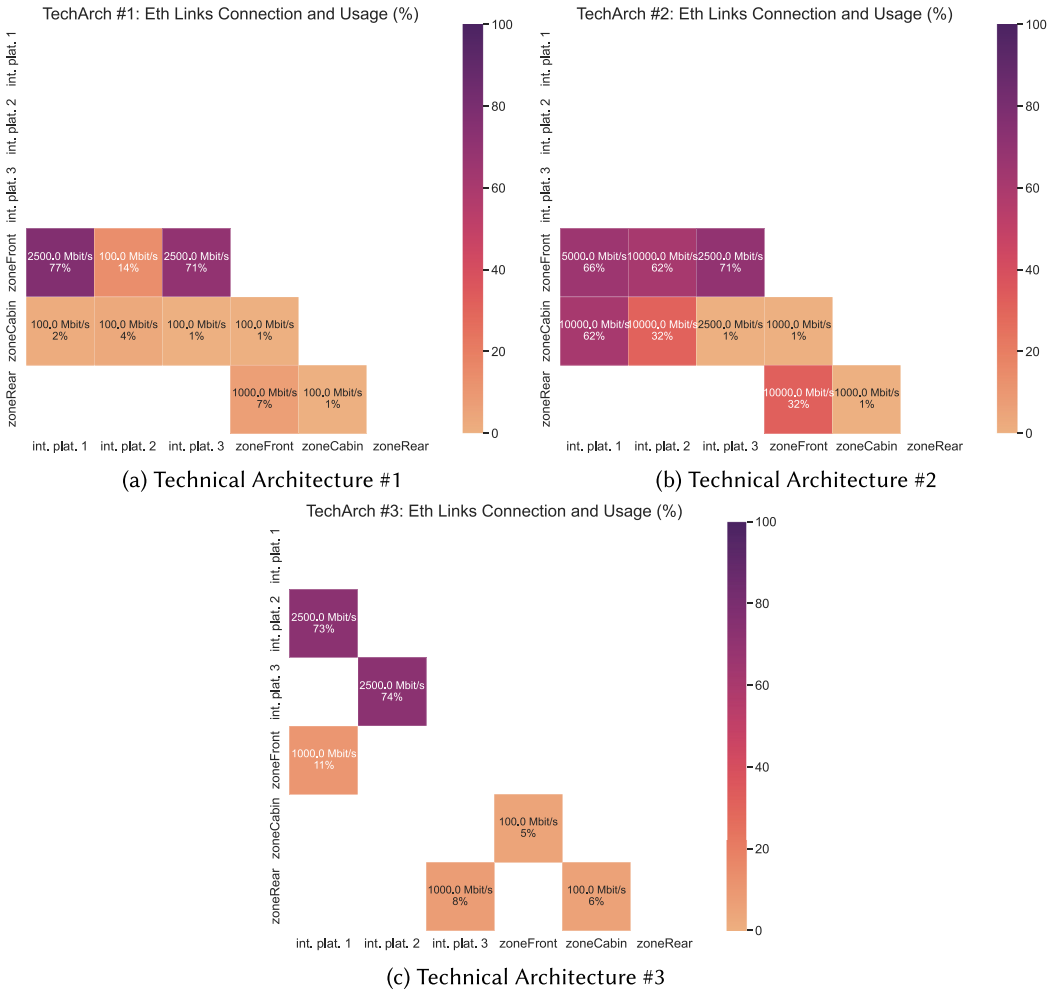 TechArch #1: Eth Links Connection and Usage (%)
int. plat. 1
int. plat. 2
int. plat. 3
zoneFront
zoneCabin
zoneRear
2500.0 Mbit/s
77%
100.0 Mbit/s
14%
2500.0 Mbit/s
71%
100.0 Mbit/s
2%
100.0 Mbit/s
4%
100.0 Mbit/s
1%
100.0 Mbit/s
1%
1000.0 Mbit/s
7%
100.0 Mbit/s
1%
int. plat. 1 int. plat. 2 int. plat. 3 zoneFront zoneCabin zoneRear
100
80
60
40
20
0
(a) Technical Architecture #1
TechArch #2: Eth Links Connection and Usage (%)
int. plat. 1
int. plat. 2
int. plat. 3
zoneFront
zoneCabin
zoneRear
5000.0 Mbit/s
66%
10000.0 Mbit/s
62%
2500.0 Mbit/s
71%
10000.0 Mbit/s
62%
10000.0 Mbit/s
32%
2500.0 Mbit/s
1%
1000.0 Mbit/s
1%
10000.0 Mbit/s
32%
1000.0 Mbit/s
1%
int. plat. 1 int. plat. 2 int. plat. 3 zoneFront zoneCabin zoneRear
100
80
60
40
20
0
(b) Technical Architecture #2
TechArch #3: Eth Links Connection and Usage (%)
int. plat. 1
int. plat. 2
int. plat. 3
zoneFront
zoneCabin
zoneRear
2500.0 Mbit/s
73%
2500.0 Mbit/s
74%
1000.0 Mbit/s
11%
100.0 Mbit/s
5%
1000.0 Mbit/s
8%
100.0 Mbit/s
6%
int. plat. 1 int. plat. 2 int. plat. 3 zoneFront zoneCabin zoneRear
100
80
60
40
20
0
(c) Technical Architecture #3